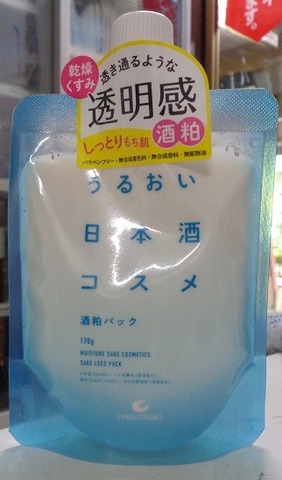 乾燥
くすみ
透き通るような
透明感
しっとりもち肌
酒粕
パラベンフリー・無合成着色料・無合成香料・無鉱物油
うるおい
日本酒
コスメ
酒粕パック
170g
MOISTURE SAKE COSMETICS
SAKE LEES PACK
HAKUTSURU